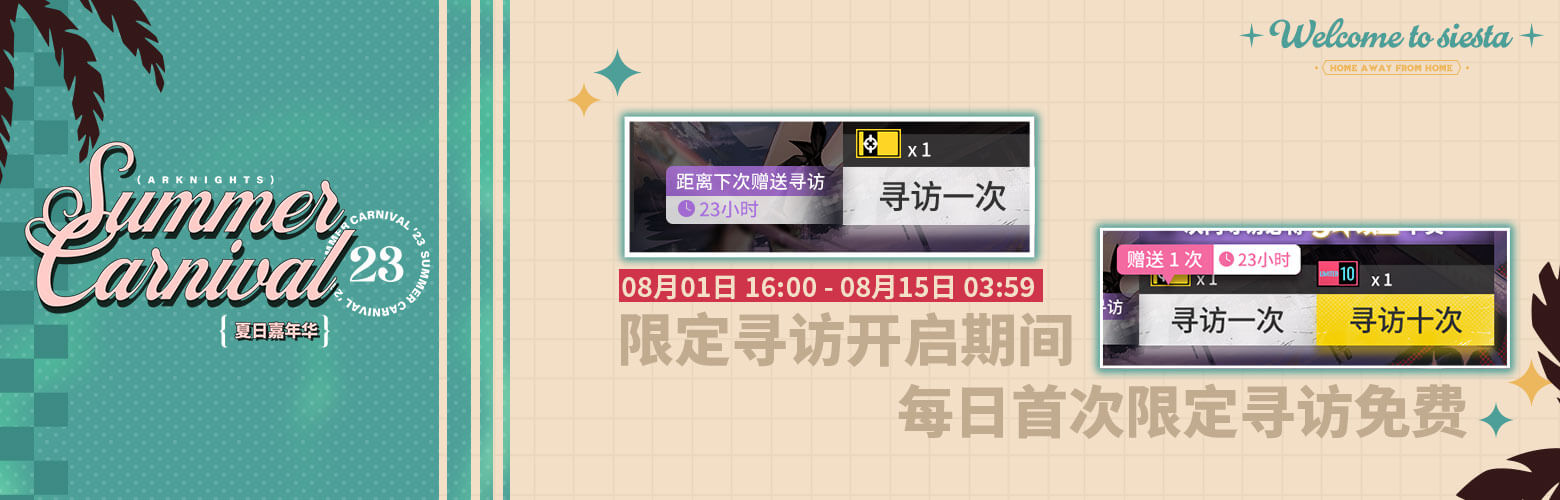 Welcome to siesta
HOME AWAY FROM HOME
(ARKNIGHTS)
Summer
Carnival
23
CARNIVAL '23 SUMMER CARNIVAL '2
{夏日嘉年华}
x1
距离下次赠送寻访
23小时
寻访一次
08月01日 16:00 - 08月15日 03:59
限定寻访开启期间
每日首次限定寻访免费
赠送 1 次
23小时
x1
10
x1
寻访一次
寻访十次